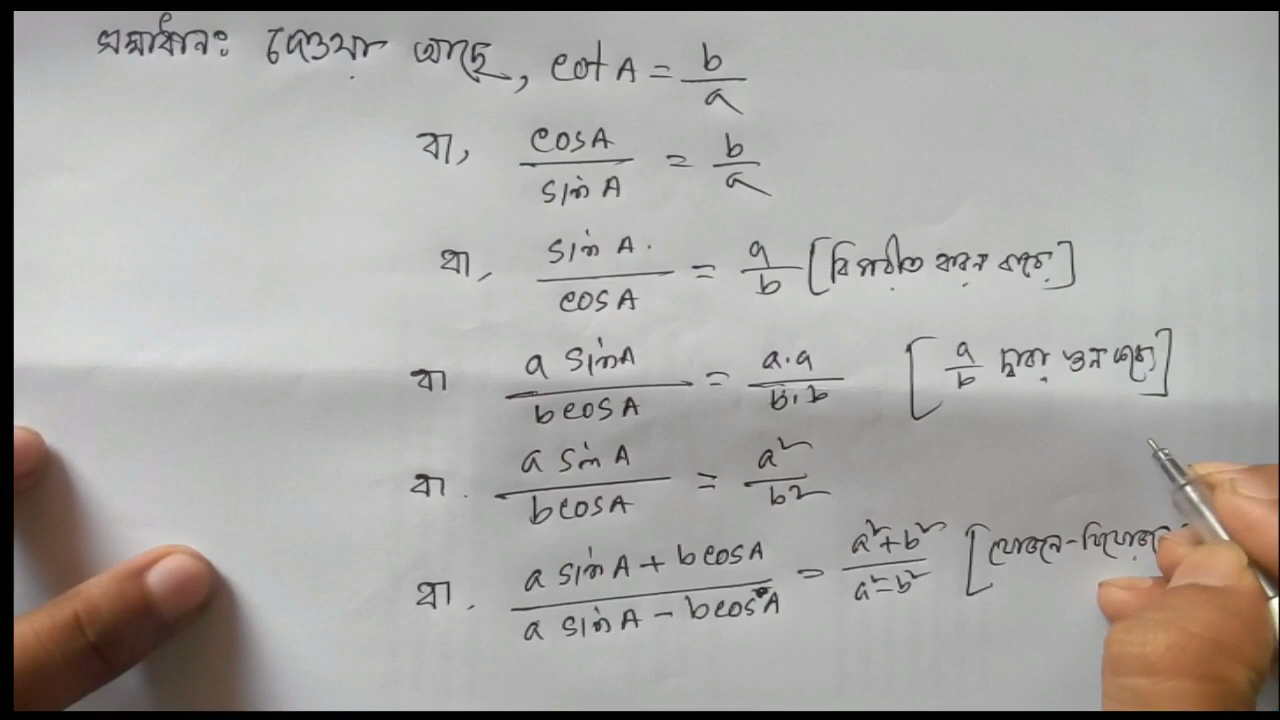 সমাধানঃ দেওয়া আছে, cot A = b/a
বা, cosA/sinA = b/a
বা, sinA/cosA = a/b [বিপরীত করন করে]
বা a sinA/b cosA = a.a/b.b [a/b দ্বারা গুন করে]
বা. a sinA/b cosA = a²/b²
বা. a sinA + b cosA/a sinA - b cosA = a²+b²/a²-b² [যোজন-বিয়োজন